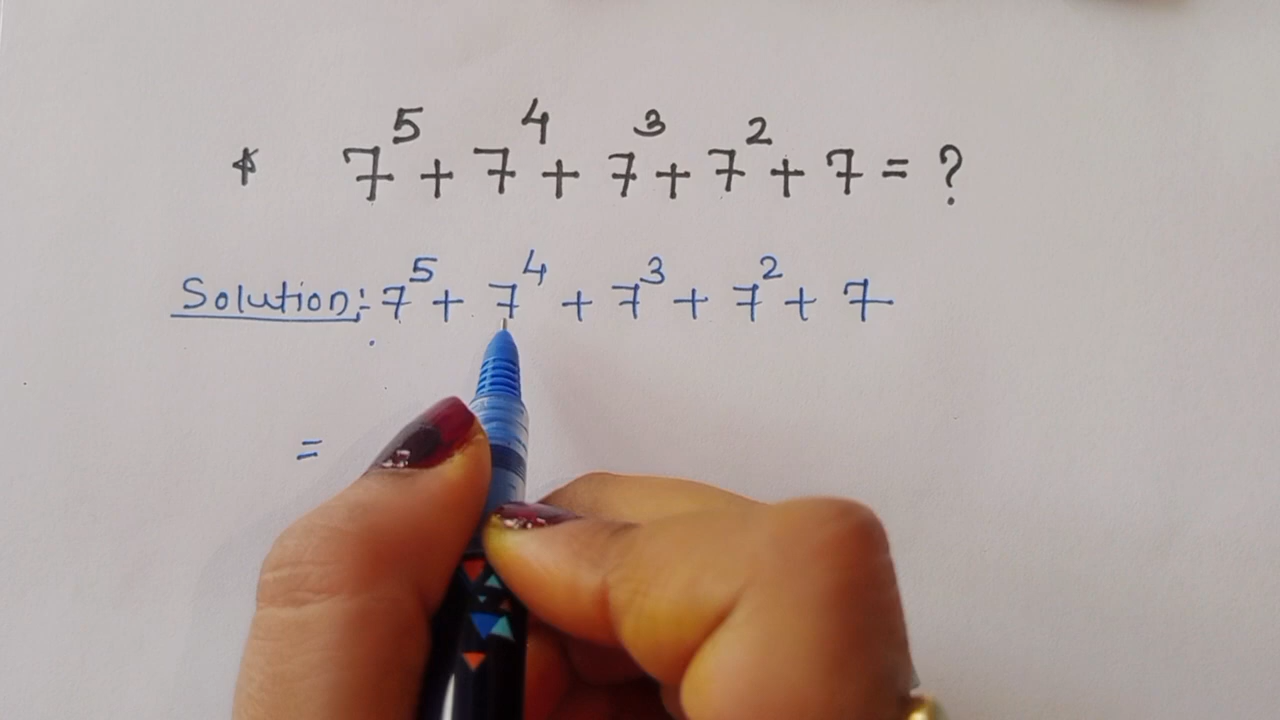 * 7⁵ + 7⁴ + 7³ + 7² + 7 = ?
Solution: 7⁵ + 7⁴ + 7³ + 7² + 7
=